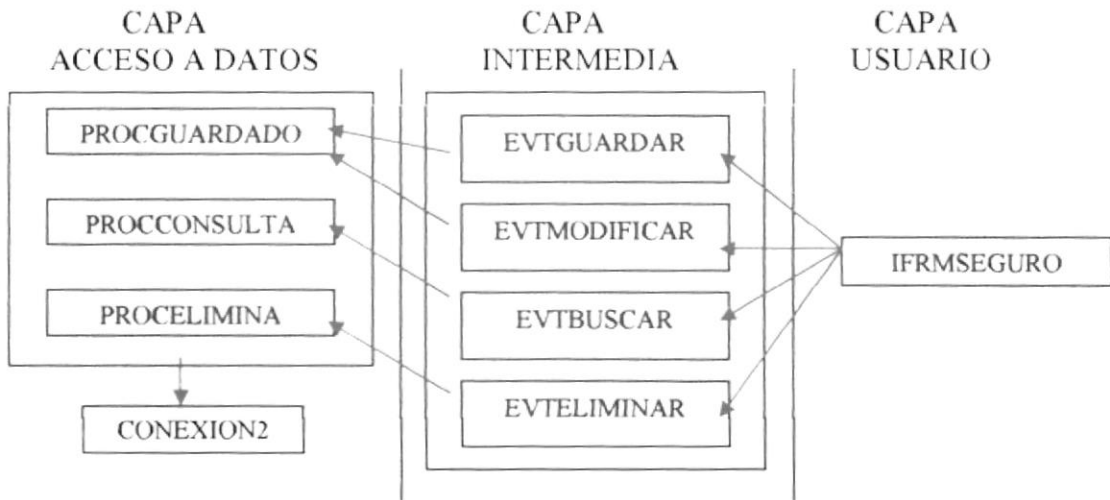 CAPA
ACCESO A DATOS
CAPA
INTERMEDIA
CAPA
USUARIO
PROCGUARDADO
PROCCONSULTA
PROCELIMINA
CONEXION2
EVTGUARDAR
EVTMODIFICAR
EVTBUSCAR
EVTELIMINAR
IFRMSEGURO